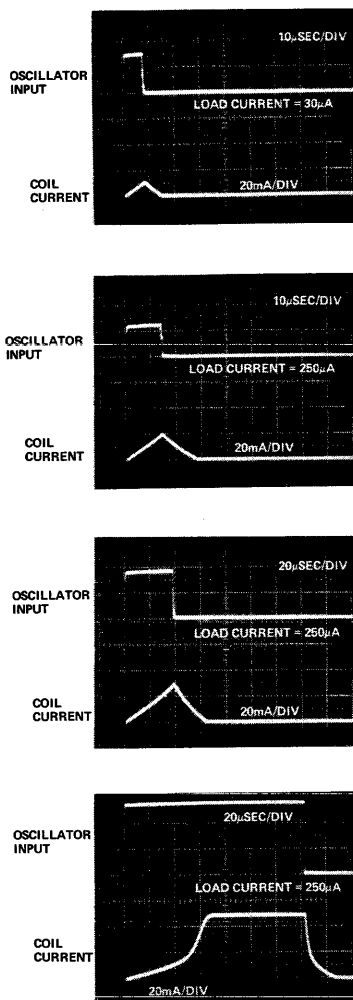 10μSEC/DIV
OSCILLATOR
INPUT
LOAD CURRENT = 30μA
COIL
CURRENT
20mA/DIV
10μSEC/DIV
OSCILLATOR
INPUT
LOAD CURRENT = 250μA
COIL
CURRENT
20mA/DIV
20μSEC/DIV
OSCILLATOR
INPUT
LOAD CURRENT = 250μA
COIL
CURRENT
20mA/DIV
20μSEC/DIV
OSCILLATOR
INPUT
LOAD CURRENT = 250μA
COIL
CURRENT
20mA/DIV